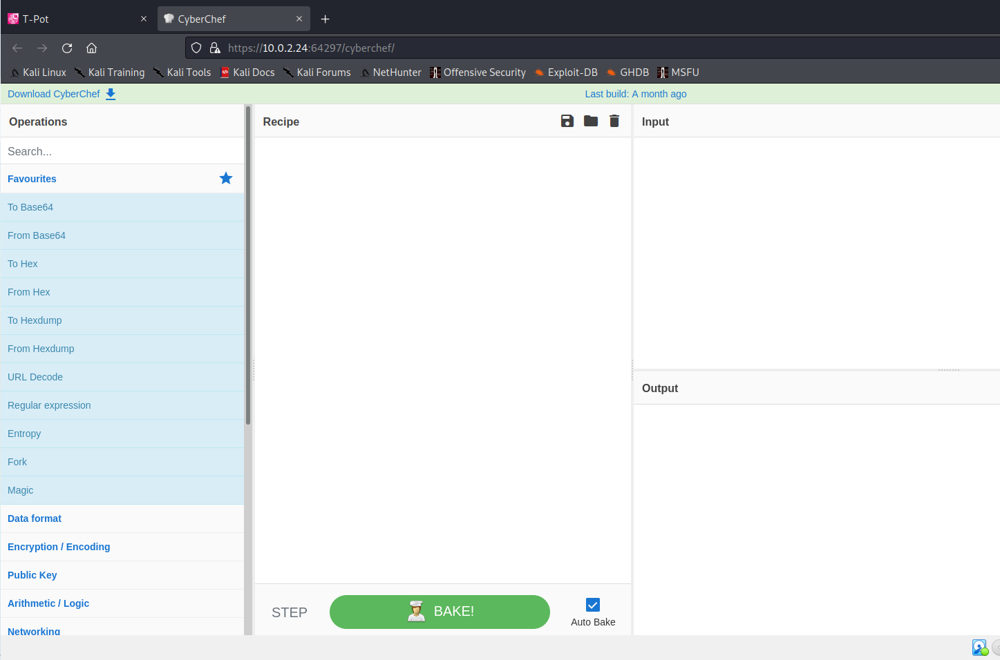 T-Pot
CyberChef
https://10.0.2.24:64297/cyberchef/
Kali Linux Kali Training Kali Tools Kali Docs Kali Forums NetHunter Offensive Security Exploit-DB GHDB MSFU
Download CyberChef Last build: A month ago
Operations
Search...
Favourites
To Base64
From Base64
To Hex
From Hex
To Hexdump
From Hexdump
URL Decode
Regular expression
Entropy
Fork
Magic
Data format
Encryption / Encoding
Public Key
Arithmetic / Logic
Networking
Recipe
STEP
BAKE!
Auto Bake
Input
Output